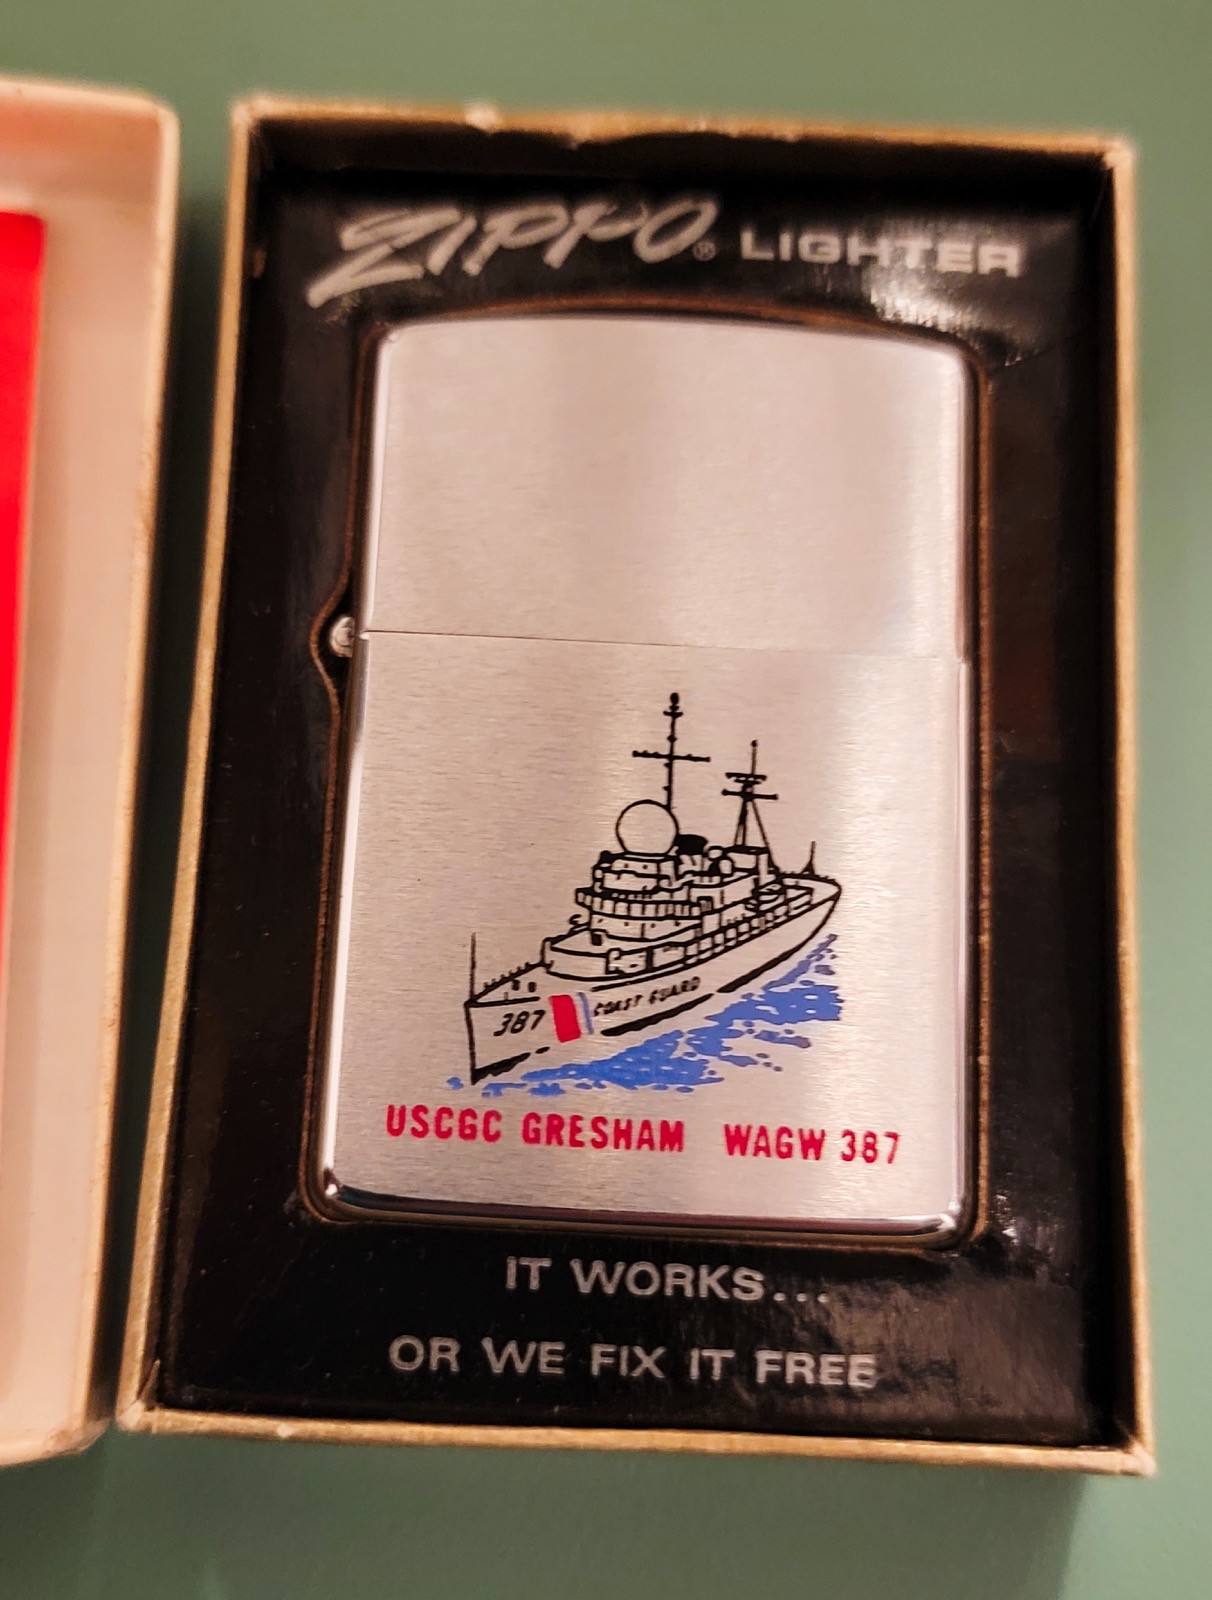 ZIPPO® LIGHTER
387 COAST GUARD
USCGC GRESHAM WAGW 387
IT WORKS...
OR WE FIX IT FREE